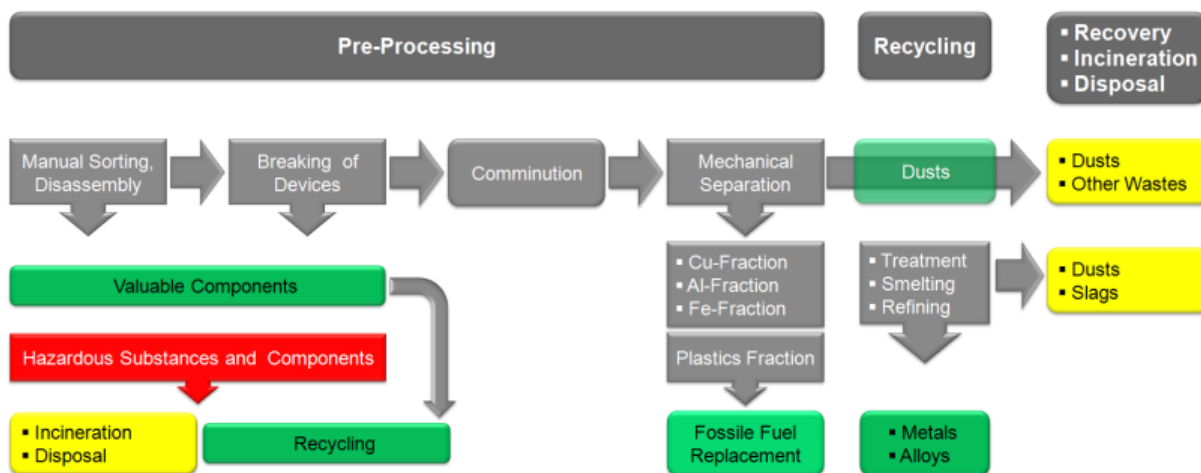 Pre-Processing
Recycling
▪ Recovery
▪ Incineration
▪ Disposal
Manual Sorting,
Disassembly
Breaking of
Devices
Comminution
Mechanical
Separation
Dusts
▪ Dusts
▪ Other Wastes
Valuable Components
▪ Cu-Fraction
▪ Al-Fraction
▪ Fe-Fraction
▪ Treatment
▪ Smelting
▪ Refining
▪ Dusts
▪ Slags
Hazardous Substances and Components
Plastics Fraction
▪ Incineration
▪ Disposal
Recycling
Fossile Fuel
Replacement
▪ Metals
▪ Alloys